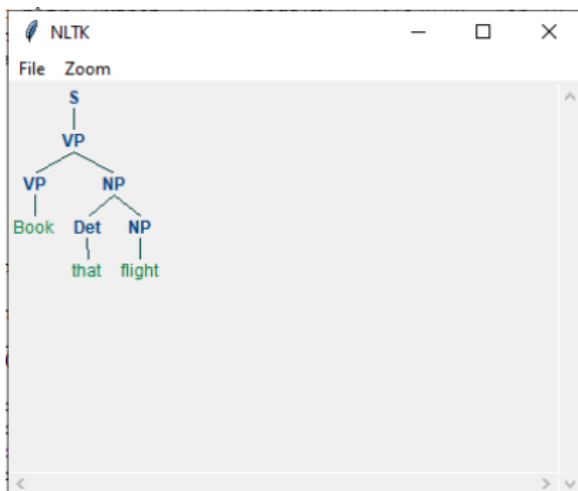 NLTK
File Zoom
S
VP
VP NP
Book Det NP
that flight